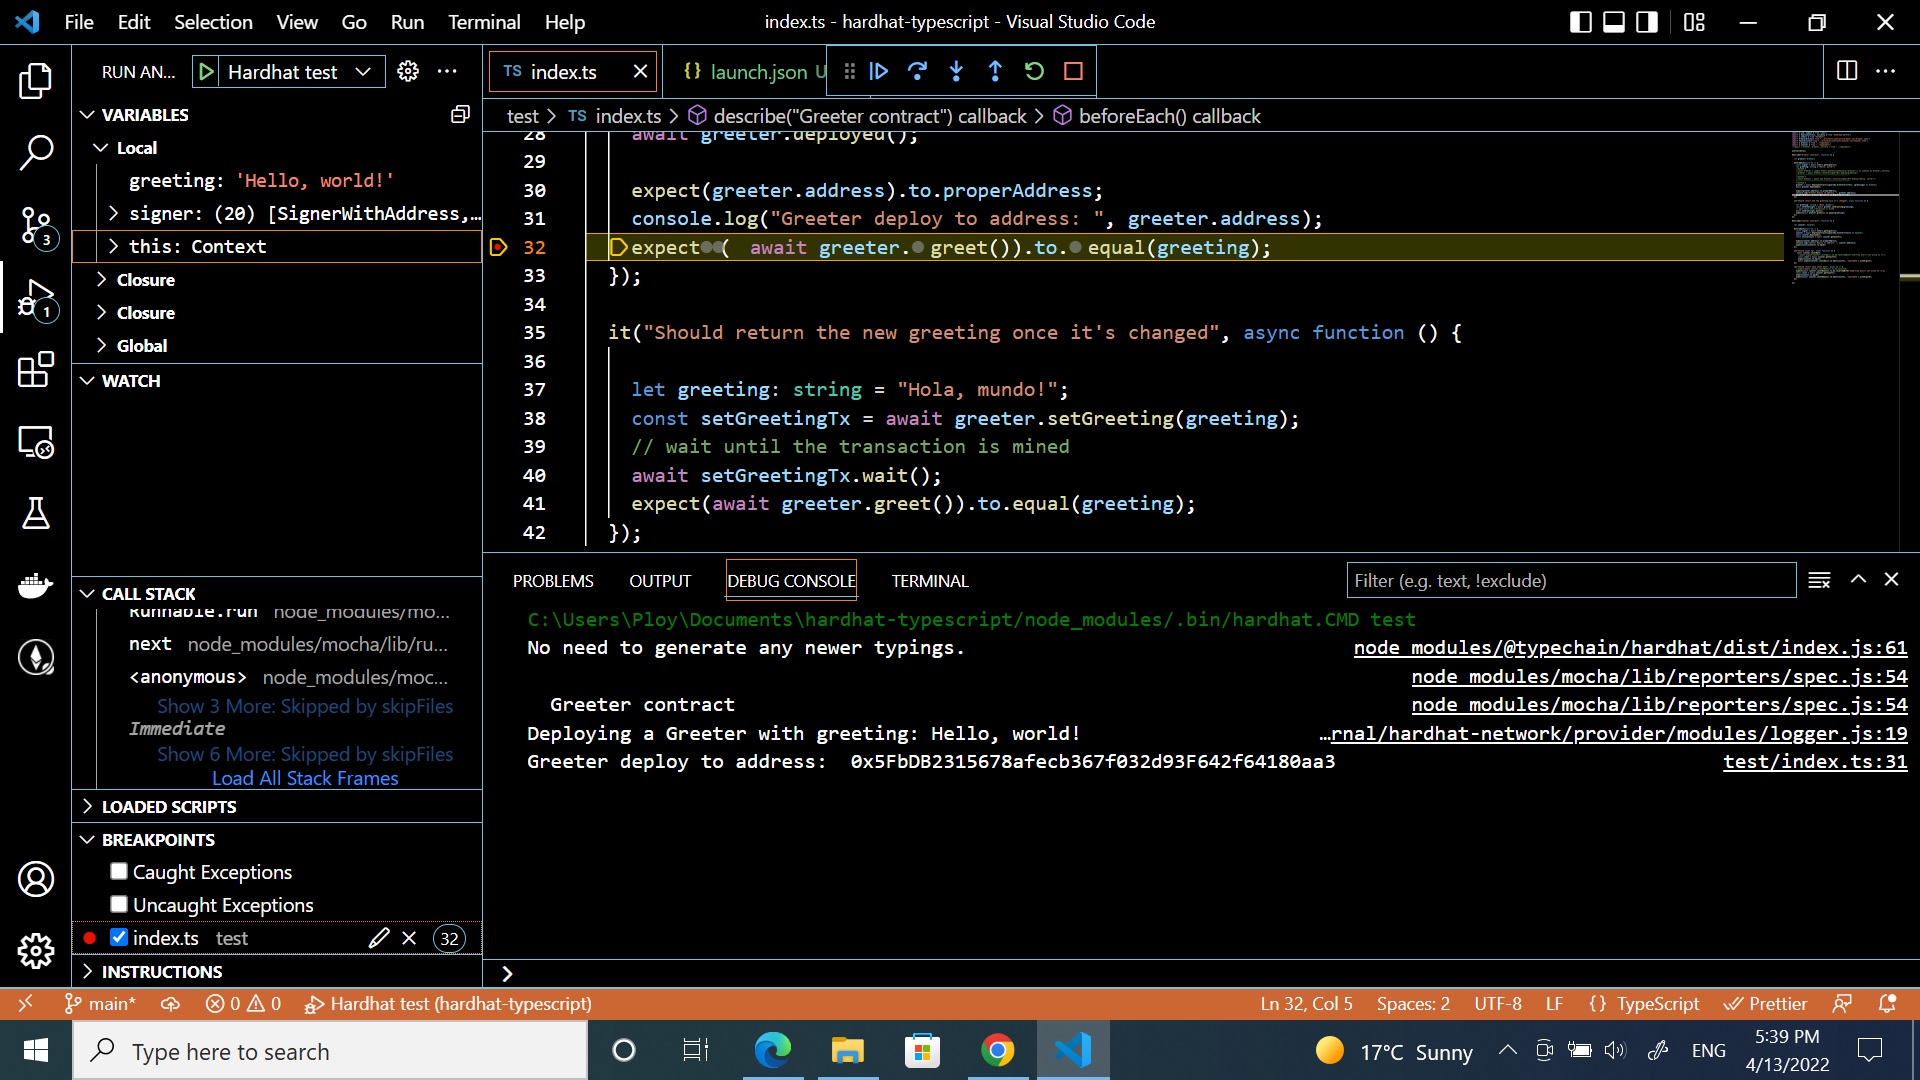 File Edit Selection View Go Run Terminal Help
index.ts - hardhat-typescript - Visual Studio Code
RUN AN...
Hardhat test
TS index.ts
{} launch.json U
test > TS index.ts > describe("Greeter contract") callback > beforeEach() callback
VARIABLES
Local
greeting: 'Hello, world!'
signer: (20) [SignerWithAddress,...
this: Context
Closure
Closure
Global
WATCH
CALL STACK
Runnable.run node_modules/mo...
next node_modules/mocha/lib/ru...
<anonymous> node_modules/moc...
Show 3 More: Skipped by skipFiles
Immediate
Show 6 More: Skipped by skipFiles
Load All Stack Frames
LOADED SCRIPTS
BREAKPOINTS
Caught Exceptions
Uncaught Exceptions
index.ts test 32
INSTRUCTIONS
3
1
28 await greeter.deployed();
29
30 expect(greeter.address).to.properAddress;
31 console.log("Greeter deploy to address: ", greeter.address);
32 expect( await greeter. greet()).to. equal(greeting);
33 });
34
35 it("Should return the new greeting once it's changed", async function () {
36
37 let greeting: string = "Hola, mundo!";
38 const setGreetingTx = await greeter.setGreeting(greeting);
39 // wait until the transaction is mined
40 await setGreetingTx.wait();
41 expect(await greeter.greet()).to.equal(greeting);
42 });
PROBLEMS OUTPUT DEBUG CONSOLE TERMINAL
Filter (e.g. text, !exclude)
C:\Users\Ploy\Documents\hardhat-typescript/node_modules/.bin/hardhat.CMD test
No need to generate any newer typings. node_modules/@typechain/hardhat/dist/index.js:61
node_modules/mocha/lib/reporters/spec.js:54
Greeter contract node_modules/mocha/lib/reporters/spec.js:54
Deploying a Greeter with greeting: Hello, world! …rnal/hardhat-network/provider/modules/logger.js:19
Greeter deploy to address: 0x5FbDB2315678afecb367f032d93F642f64180aa3 test/index.ts:31
main* 0 0 Hardhat test (hardhat-typescript) Ln 32, Col 5 Spaces: 2 UTF-8 LF {} TypeScript Prettier
Type here to search
17°C Sunny
ENG
5:39 PM
4/13/2022